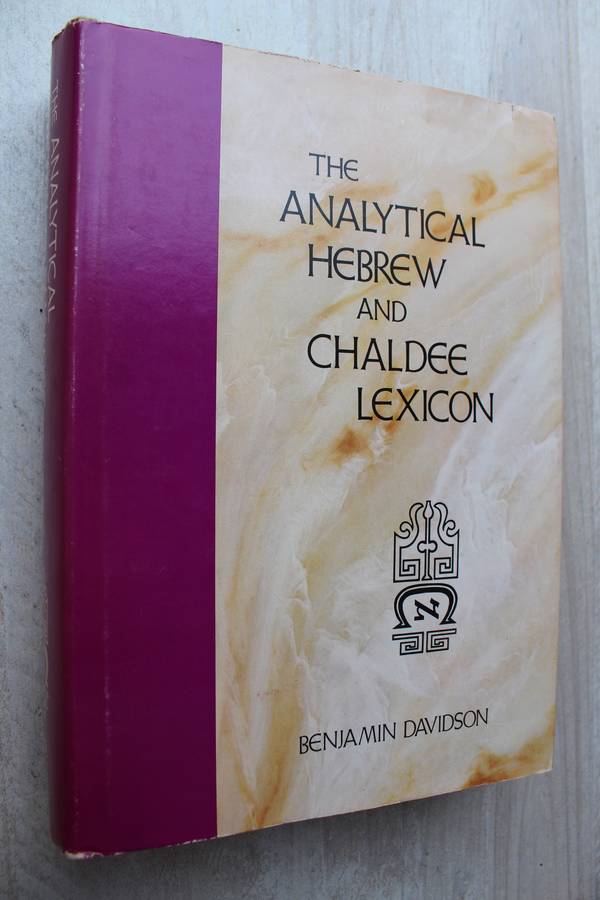 THE
ANALYTICAL
HEBREW
AND
CHALDEE
LEXICON
BENJAMIN DAVIDSON
THE ANALYTICAL